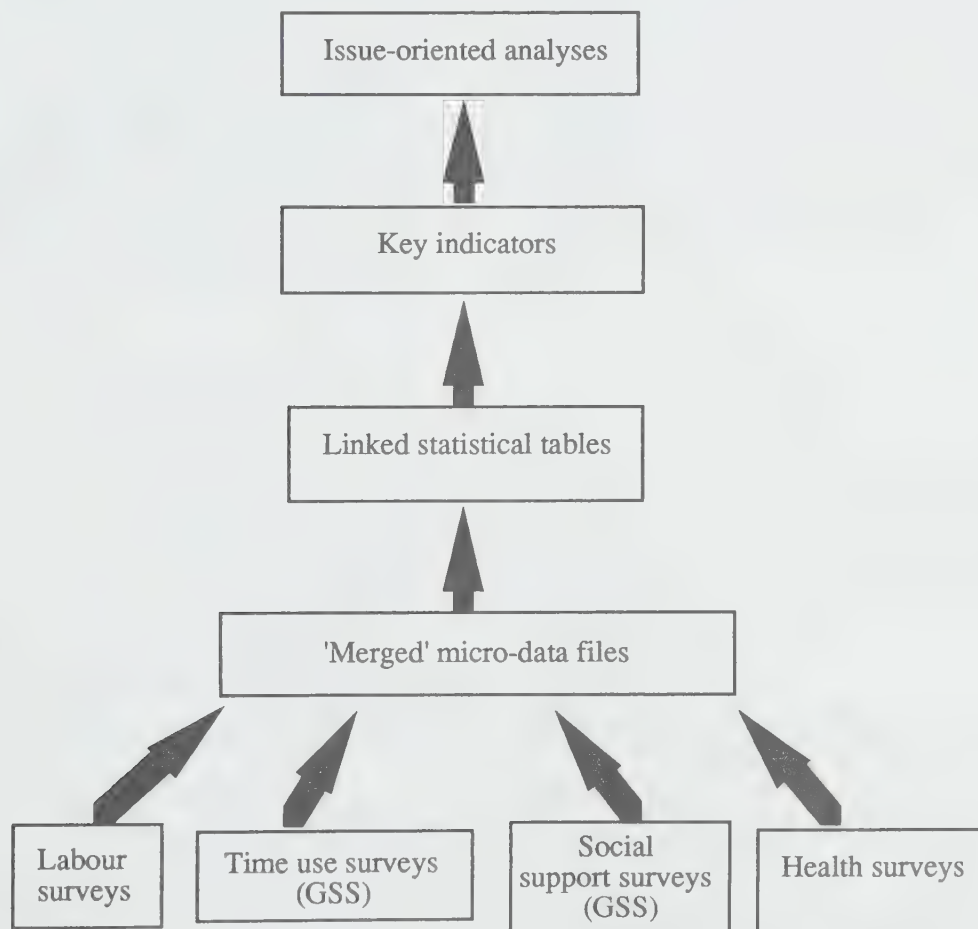 Issue-oriented analyses
Key indicators
Linked statistical tables
'Merged' micro-data files
Labour
surveys
Time use surveys
(GSS)
Social
support surveys
(GSS)
Health surveys